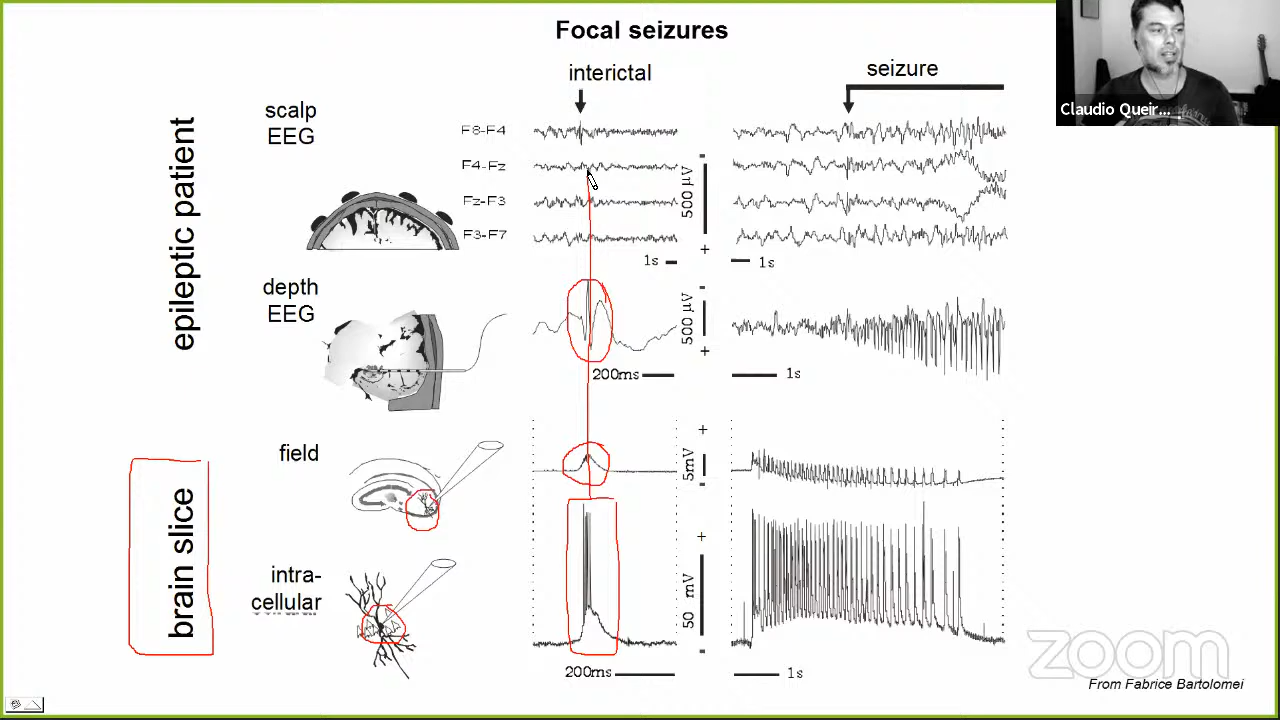 Focal seizures
interictal
seizure
Claudio Queir...
epileptic patient
scalp
EEG
F8-F4
F4-Fz
Fz-F3
F3-F7
500 μV
+
1s
1s
depth
EEG
500 μV
+
200ms
1s
brain slice
field
+
5mV
-
intra-
cellular
+
50 mV
-
200ms
1s
zoom
From Fabrice Bartolomei